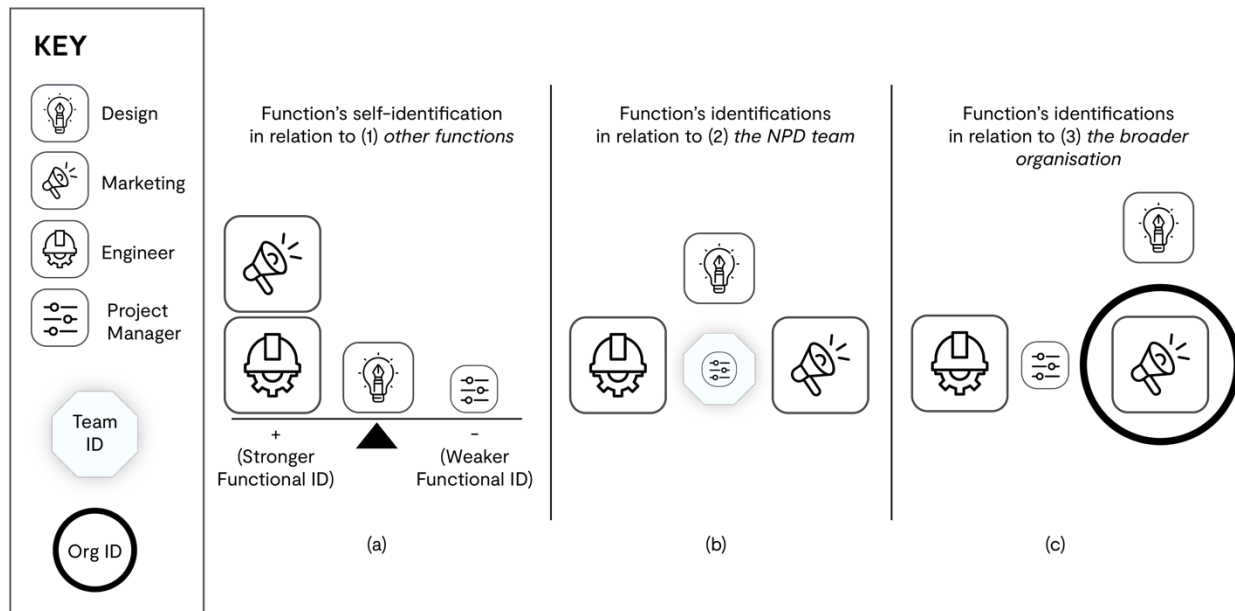 KEY
Design
Marketing
Engineer
Project
Manager
Team
ID
Org ID
Function's self-identification
in relation to (1) other functions
+
(Stronger
Functional ID)
-
(Weaker
Functional ID)
(a)
Function's identifications
in relation to (2) the NPD team
(b)
Function's identifications
in relation to (3) the broader
organisation
(c)